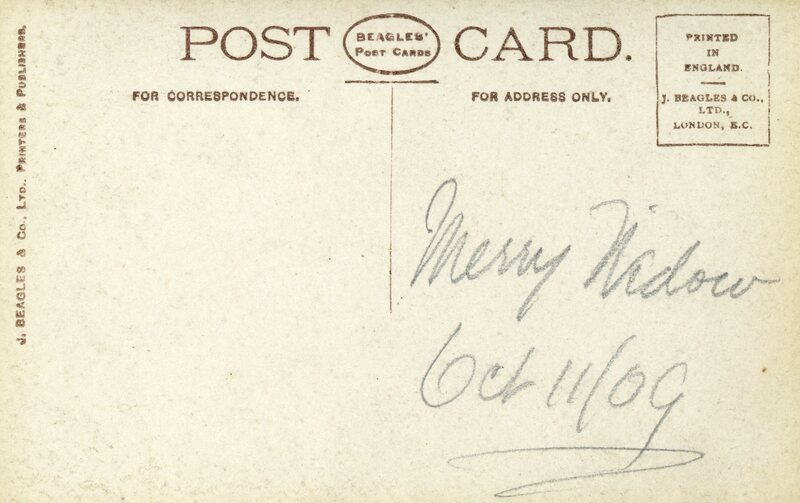 J. BEAGLES & Co., LTD., PRINTERS & PUBLISHERS.
POST BEAGLES' CARD.
POST CARDS
FOR CORRESPONDENCE.
FOR ADDRESS ONLY.
PRINTED
IN
ENGLAND.
J. BEAGLES & CO.,
LTD.,
LONDON, E.C.
Merry Widow
Oct 11/09